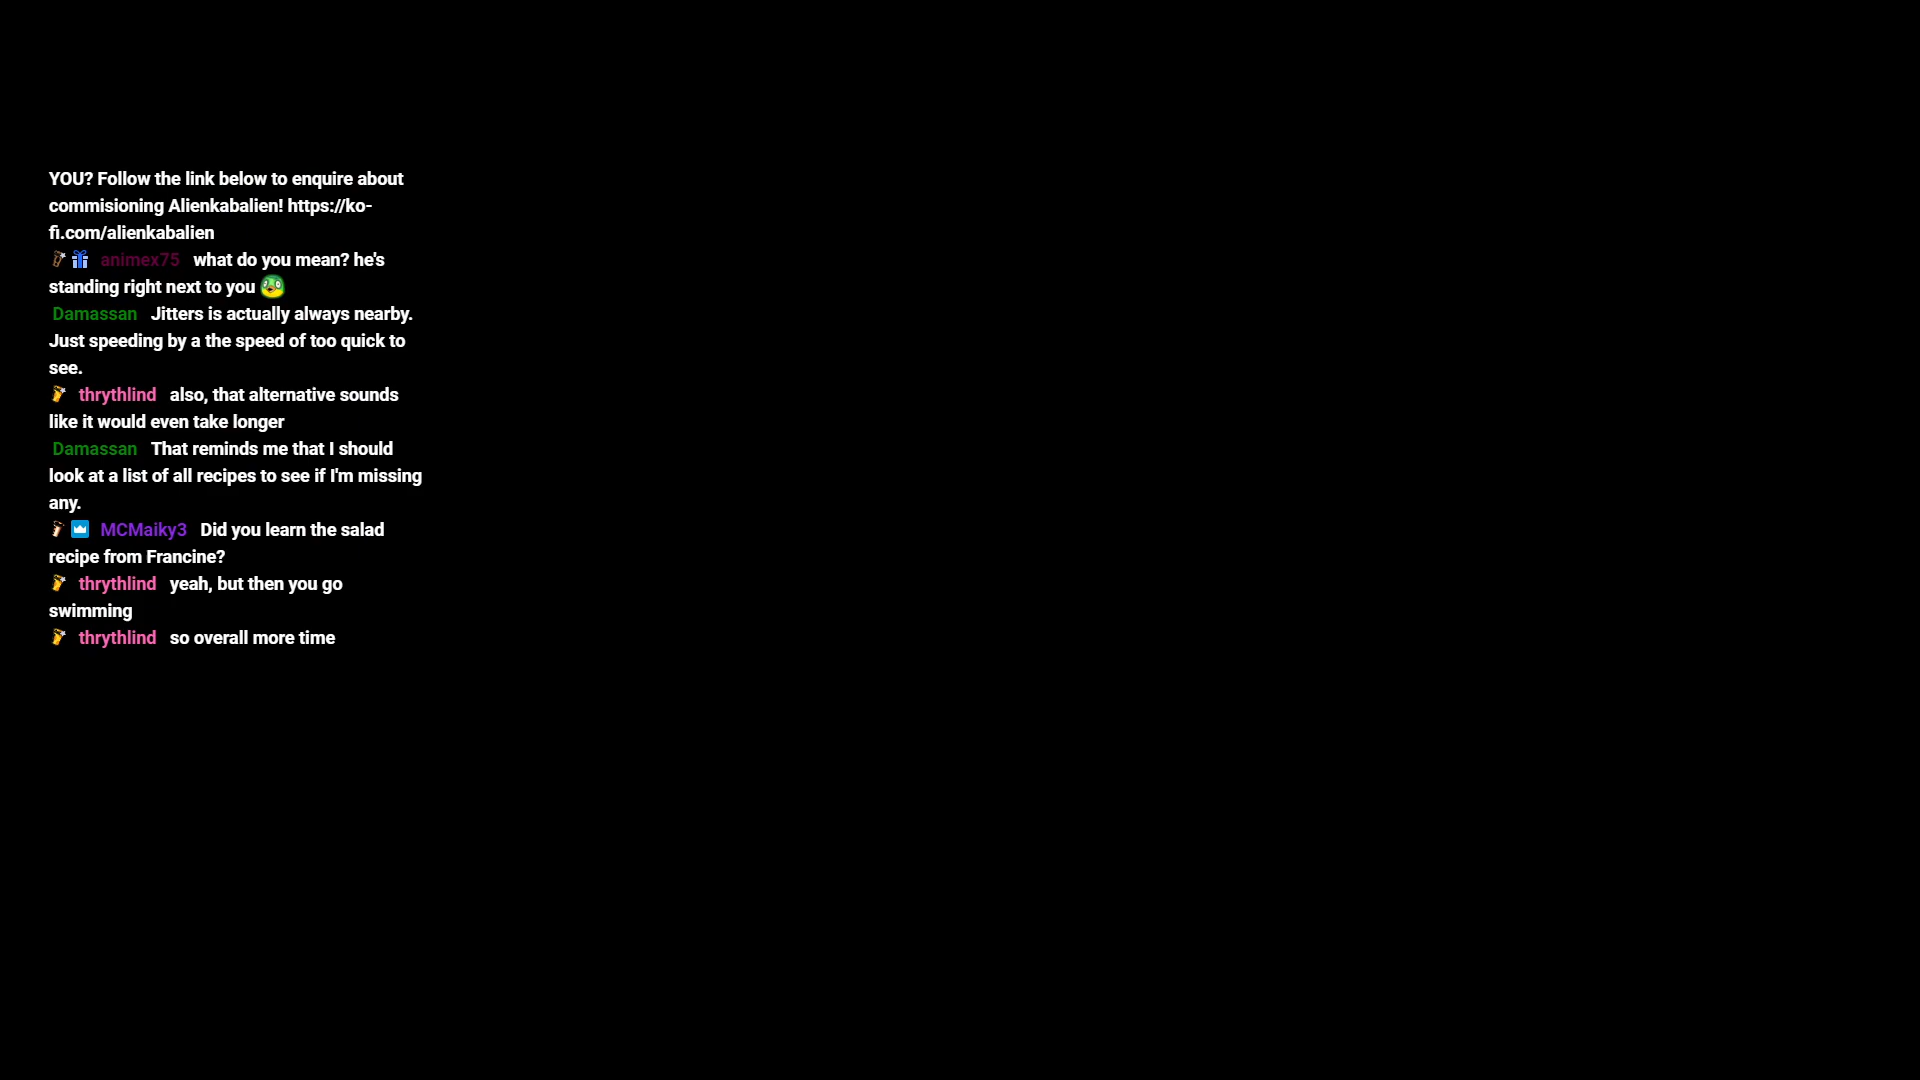 YOU? Follow the link below to enquire about
commisioning Alienkabalien! https://ko-
fi.com/alienkabalien
animex75 what do you mean? he's
standing right next to you
Damassan Jitters is actually always nearby.
Just speeding by a the speed of too quick to
see.
thrythlind also, that alternative sounds
like it would even take longer
Damassan That reminds me that I should
look at a list of all recipes to see if I'm missing
any.
MCMaiky3 Did you learn the salad
recipe from Francine?
thrythlind yeah, but then you go
swimming
thrythlind so overall more time